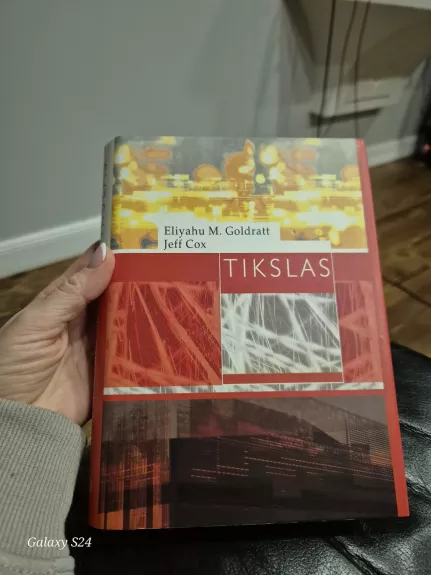 Eliyahu M. Goldratt
Jeff Cox
TIKSLAS
Galaxy S24